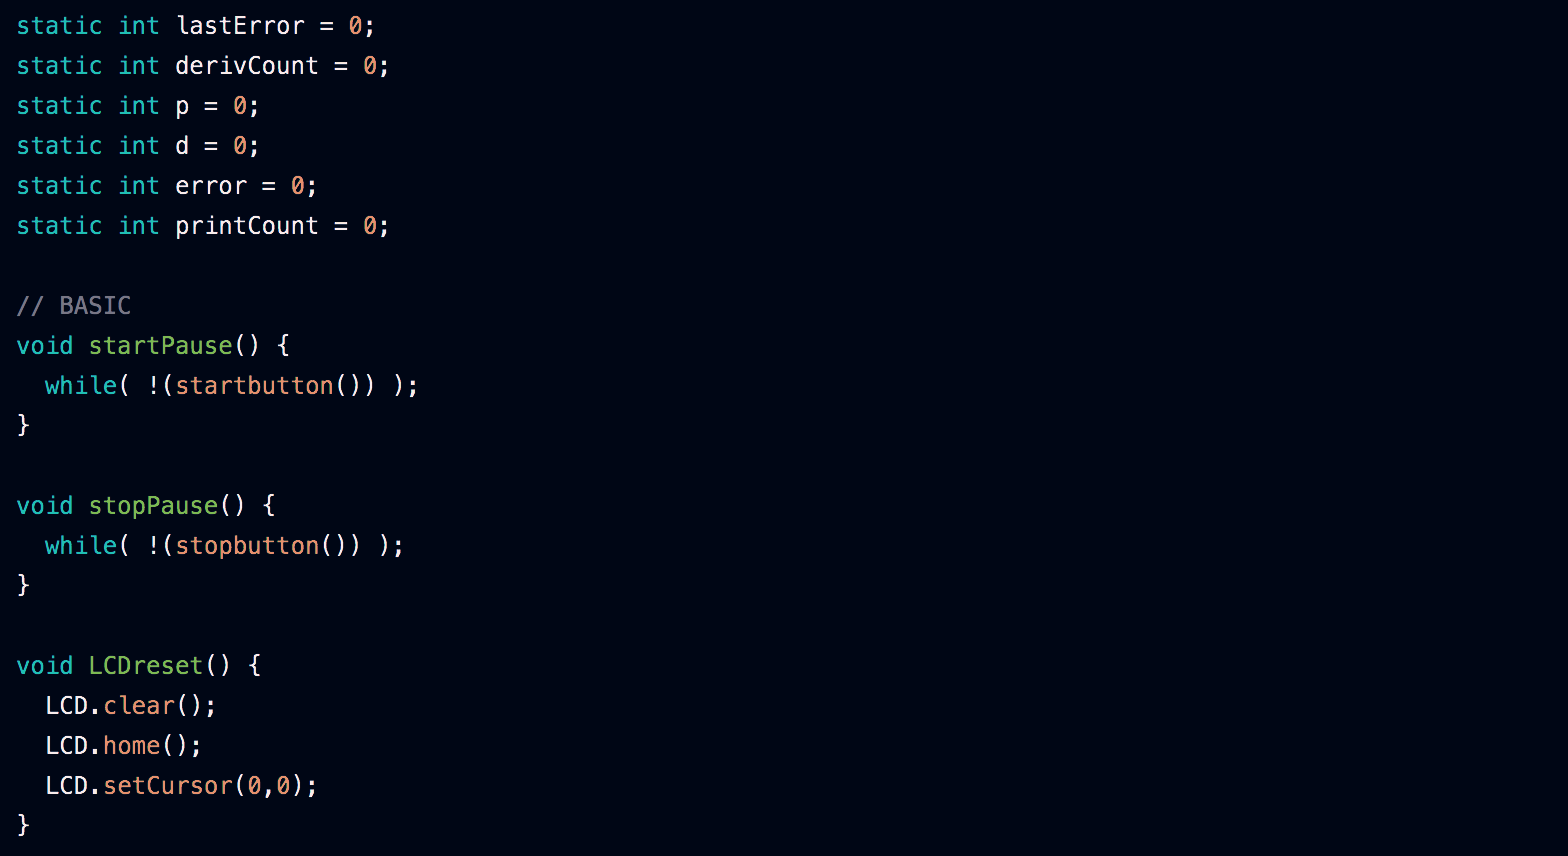 static int lastError = 0;
static int derivCount = 0;
static int p = 0;
static int d = 0;
static int error = 0;
static int printCount = 0;
// BASIC
void startPause() {
  while( !(startbutton()) );
}
void stopPause() {
  while( !(stopbutton()) );
}
void LCDreset() {
  LCD.clear();
  LCD.home();
  LCD.setCursor(0,0);
}